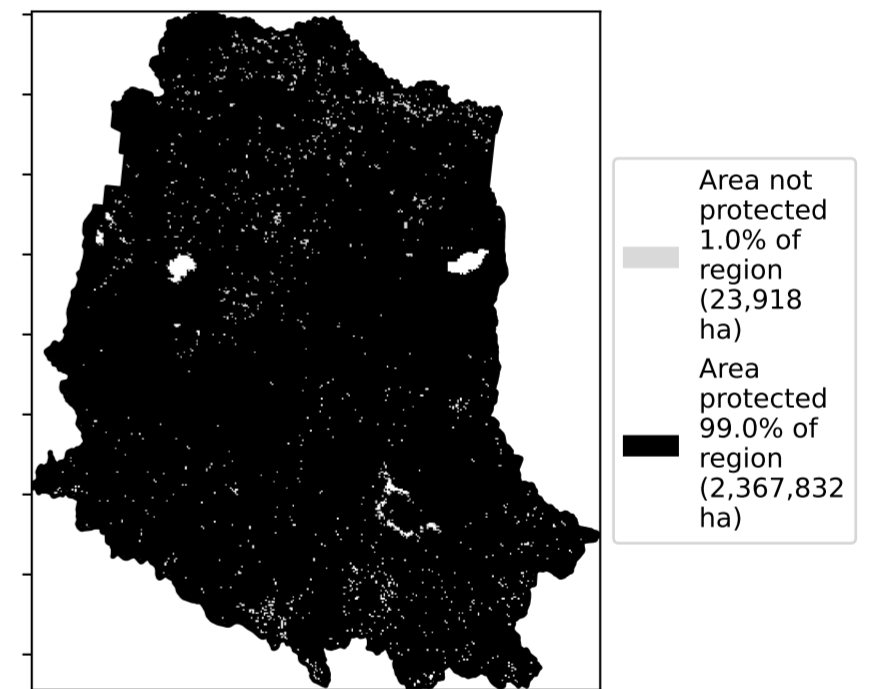 Area not
protected
1.0% of
region
(23,918
ha)
Area
protected
99.0% of
region
(2,367,832
ha)